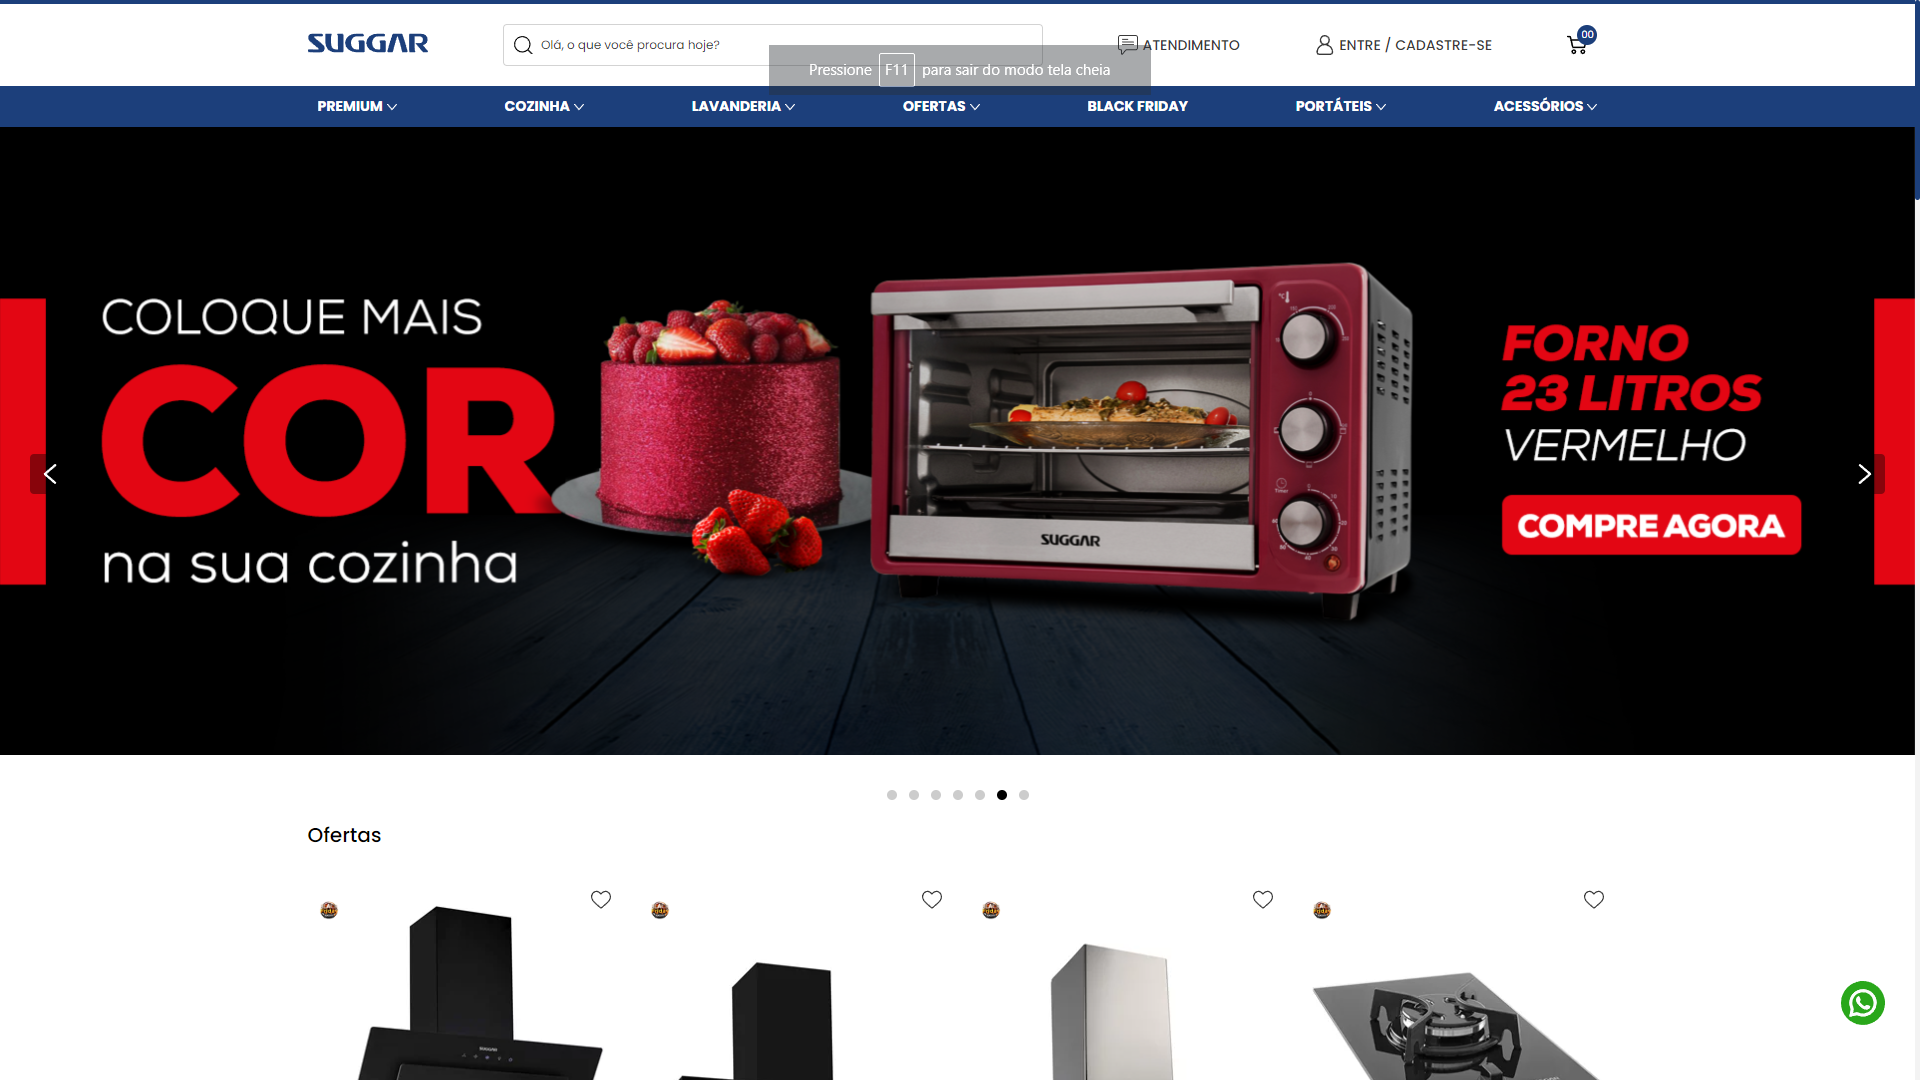 SUGGAR
Olá, o que você procura hoje?
ATENDIMENTO
ENTRE / CADASTRE-SE
00
Pressione F11 para sair do modo tela cheia
PREMIUM
COZINHA
LAVANDERIA
OFERTAS
BLACK FRIDAY
PORTÁTEIS
ACESSÓRIOS
COLOQUE MAIS
COR
na sua cozinha
SUGGAR
FORNO
23 LITROS
VERMELHO
COMPRE AGORA
Ofertas
SUGGAR